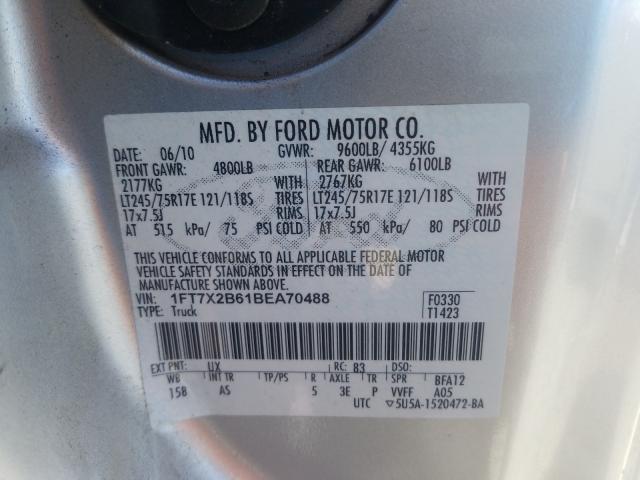 MFD. BY FORD MOTOR CO.
DATE: 06/10 GVWR: 9600LB/ 4355KG
FRONT GAWR: 4800LB REAR GAWR: 6100LB
2177KG WITH 2767KG WITH
LT245/75R17E 121/118S TIRES LT245/75R17E 121/118S TIRES
17x7.5J RIMS 17x7.5J RIMS
AT 515 kPa/ 75 PSI COLD AT 550 kPa/ 80 PSI COLD
THIS VEHICLE CONFORMS TO ALL APPLICABLE FEDERAL MOTOR
VEHICLE SAFETY STANDARDS IN EFFECT ON THE DATE OF
MANUFACTURE SHOWN ABOVE.
VIN: 1FT7X2B61BEA70488 F0330
TYPE: Truck T1423
EXT PNT: UX RC: 83 DSO:
WB INT TR TP/PS R AXLE TR SPR BFA12
158 AS 5 3E P VVFF A05
UTC ▽5U5A-1520472-BA